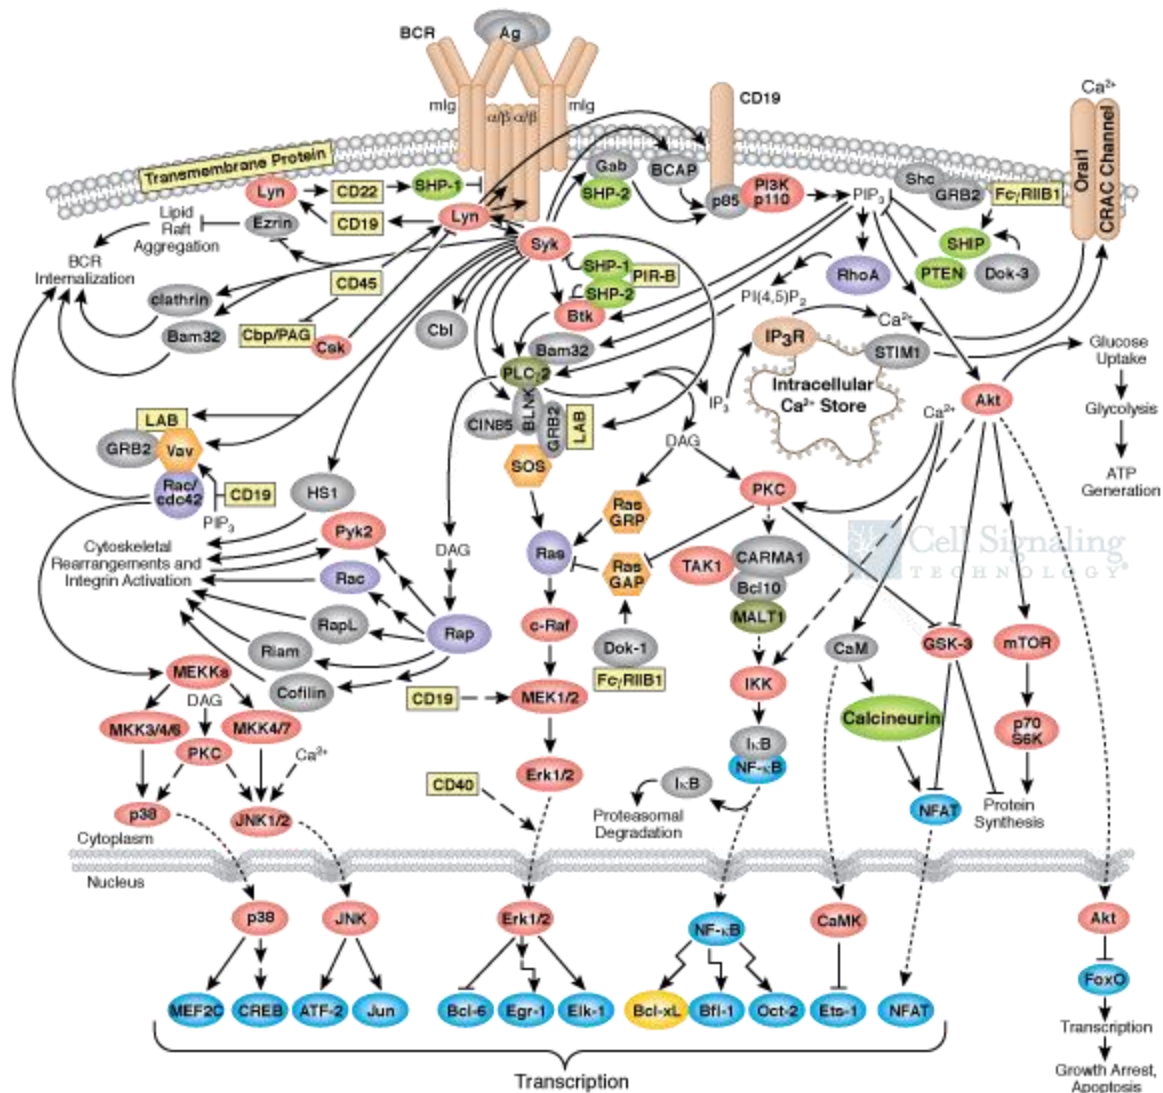 BCR
Ag
mIg
α/β α/β
mIg
CD19
Ca²⁺
Orai1
CRAC Channel
Transmembrane Protein
Lyn
CD22
SHP-1
Gab
SHP-2
BCAP
p85
PI3K
p110
PIP₃
Shc
GRB2
FcγRIIB1
Lipid
Raft
Aggregation
Ezrin
CD19
Lyn
Syk
SHIP
PTEN
Dok-3
BCR
Internalization
CD45
SHP-1
PIR-B
SHP-2
RhoA
PI(4,5)P₂
clathrin
Bam32
Cbp/PAG
Csk
Cbl
Btk
Bam32
IP₃R
Ca²⁺
STIM1
Glucose
Uptake
PLCγ2
Intracellular
Ca²⁺ Store
Akt
IP₃
Ca²⁺
Glycolysis
LAB
GRB2
Vav
CIN85
BLNK
GRB2
LAB
DAG
ATP
Generation
SOS
Rac/
cdc42
CD19
PIP₃
HS1
PKC
Ras
GRP
Cell Signaling
TECHNOLOGY®
Cytoskeletal
Rearrangements and
Integrin Activation
Pyk2
DAG
Ras
Ras
GAP
TAK1
CARMA1
Bcl10
MALT1
Rac
RapL
Rap
c-Raf
Dok-1
FcγRIIB1
CaM
GSK-3
mTOR
Riam
Cofilin
MEKKs
DAG
CD19
MEK1/2
IKK
MKK3/4/6
MKK4/7
PKC
Ca²⁺
Calcineurin
p70
S6K
IκB
NF-κB
Erk1/2
CD40
IκB
Proteasomal
Degradation
NFAT
Protein
Synthesis
p38
JNK1/2
Cytoplasm
Nucleus
p38
JNK
Erk1/2
NF-κB
CaMK
Akt
FoxO
MEF2C
CREB
ATF-2
Jun
Bcl-6
Egr-1
Elk-1
Bcl-xL
Bfl-1
Oct-2
Ets-1
NFAT
Transcription
Growth Arrest,
Apoptosis
Transcription